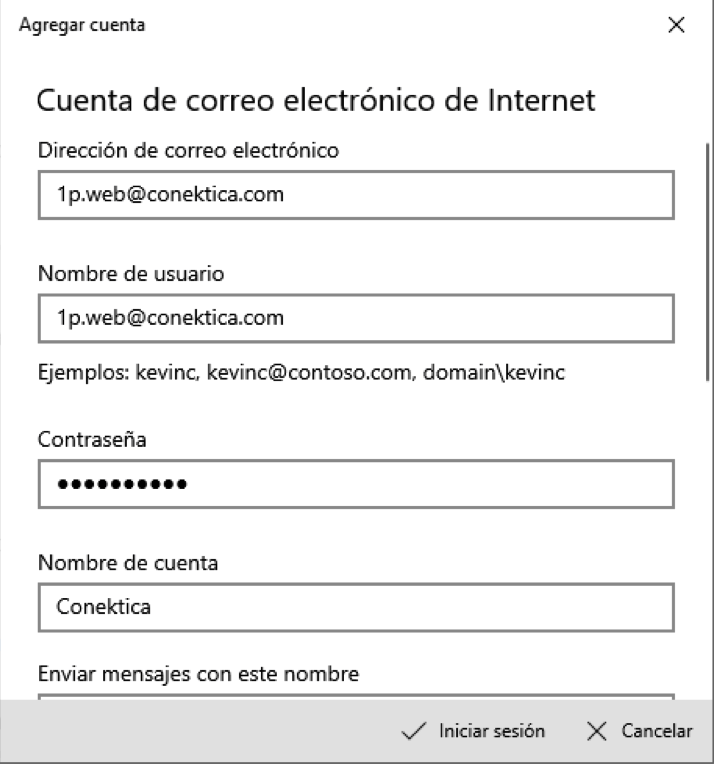 Agregar cuenta
Cuenta de correo electrónico de Internet
Dirección de correo electrónico
1p.web@conektica.com
Nombre de usuario
1p.web@conektica.com
Ejemplos: kevinc, kevinc@contoso.com, domain\kevinc
Contraseña
••••••••••
Nombre de cuenta
Conektica
Enviar mensajes con este nombre
Iniciar sesión Cancelar